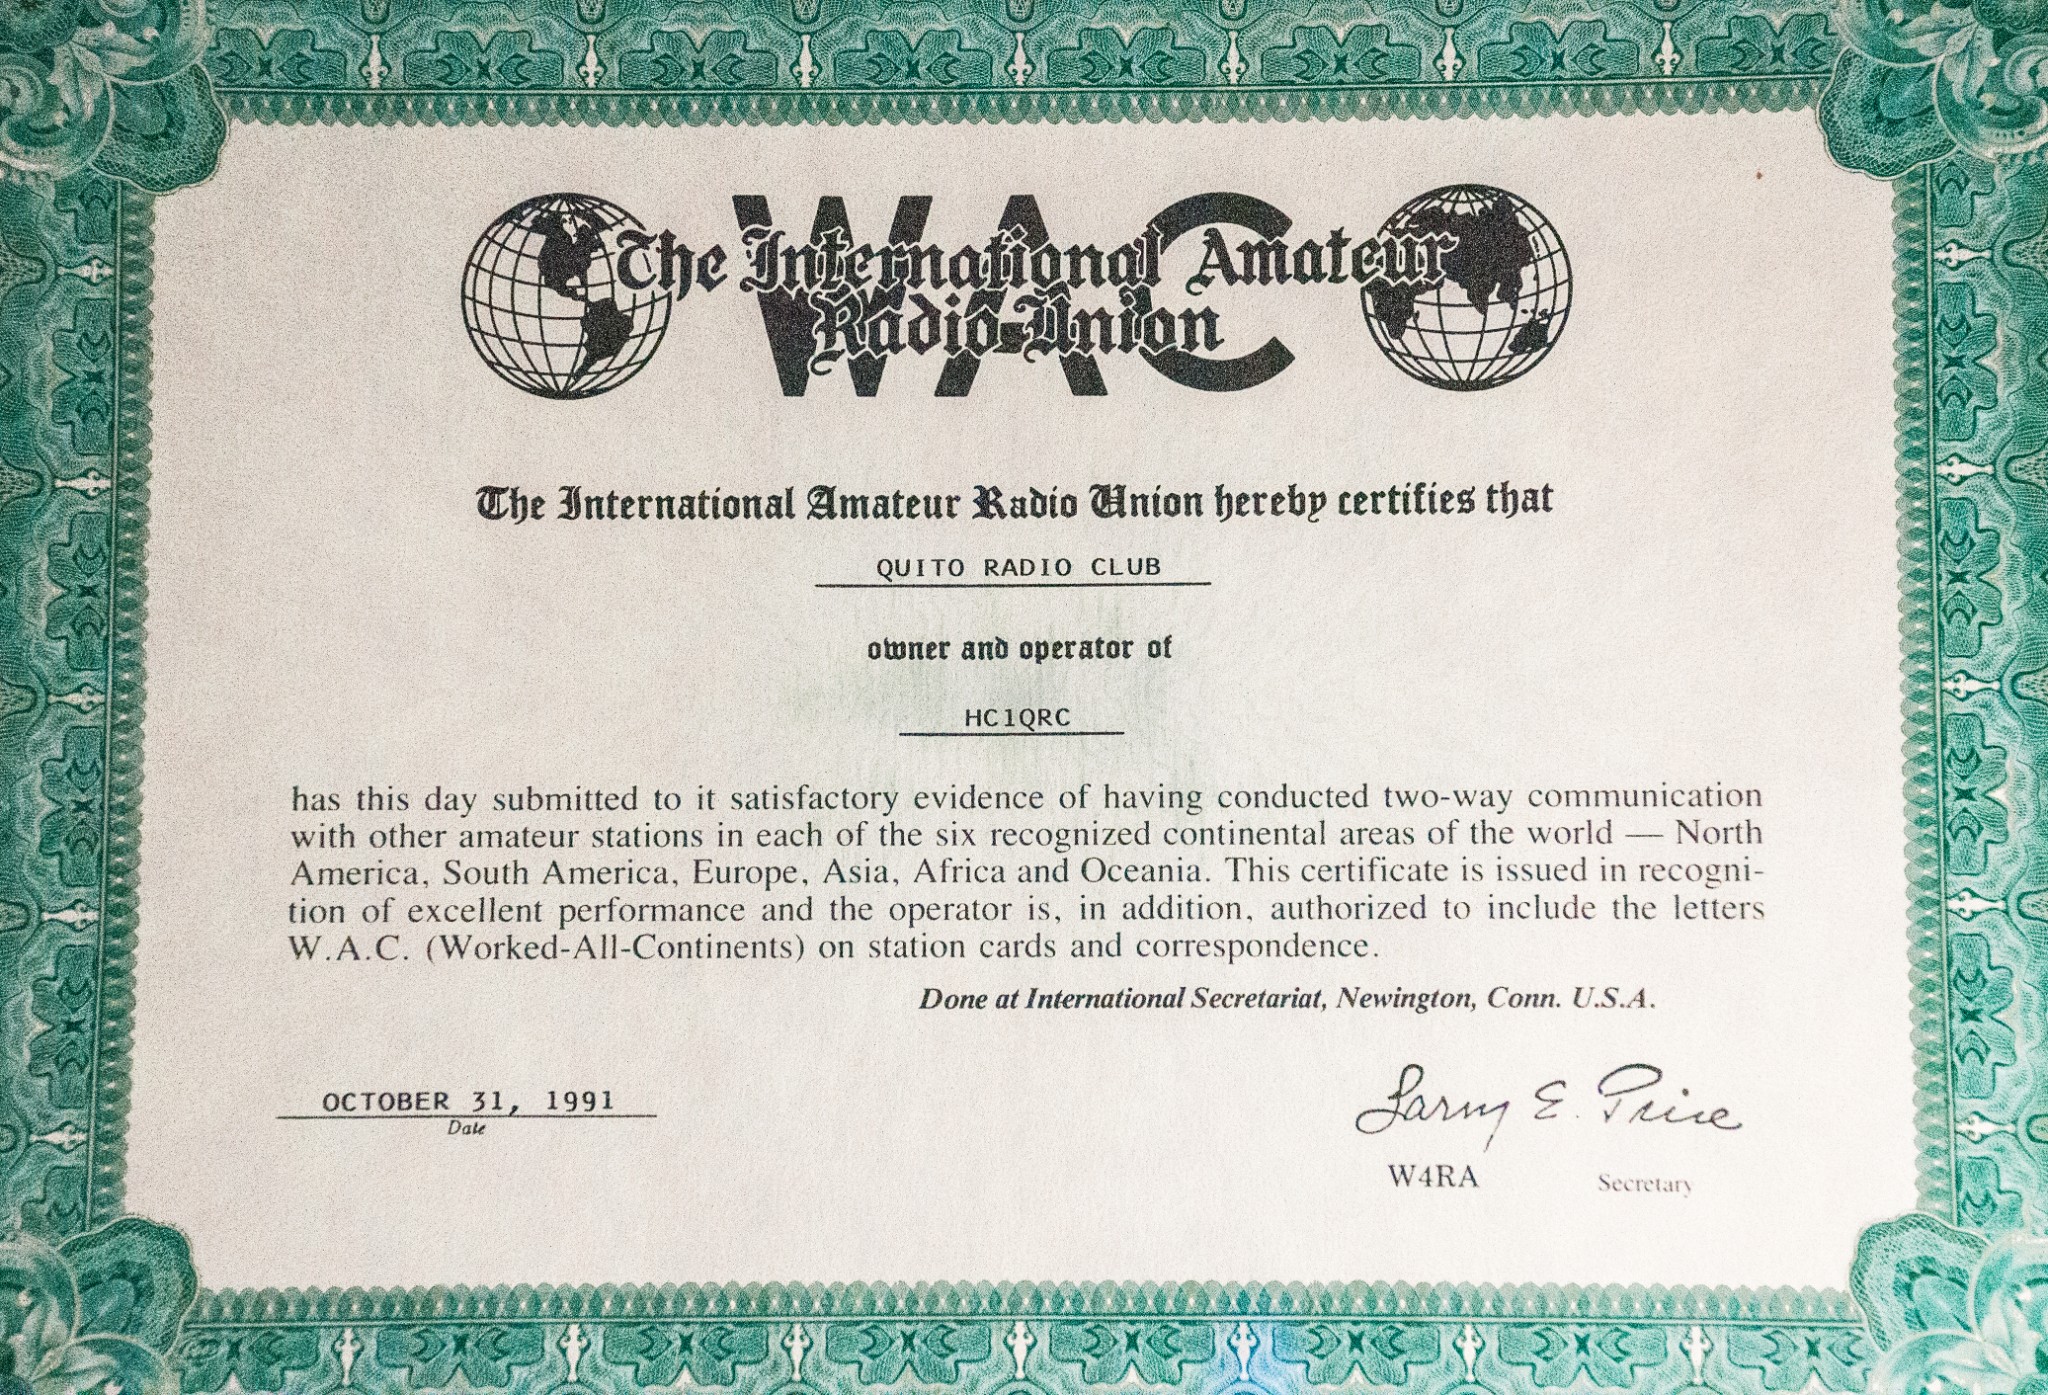 WAC
The International Amateur
Radio-Union
The International Amateur Radio Union hereby certifies that
QUITO RADIO CLUB
owner and operator of
HC1QRC
has this day submitted to it satisfactory evidence of having conducted two-way communication
with other amateur stations in each of the six recognized continental areas of the world — North
America, South America, Europe, Asia, Africa and Oceania. This certificate is issued in recogni-
tion of excellent performance and the operator is, in addition, authorized to include the letters
W.A.C. (Worked-All-Continents) on station cards and correspondence.
Done at International Secretariat, Newington, Conn. U.S.A.
OCTOBER 31, 1991
Date
Larry E. Price
W4RA Secretary